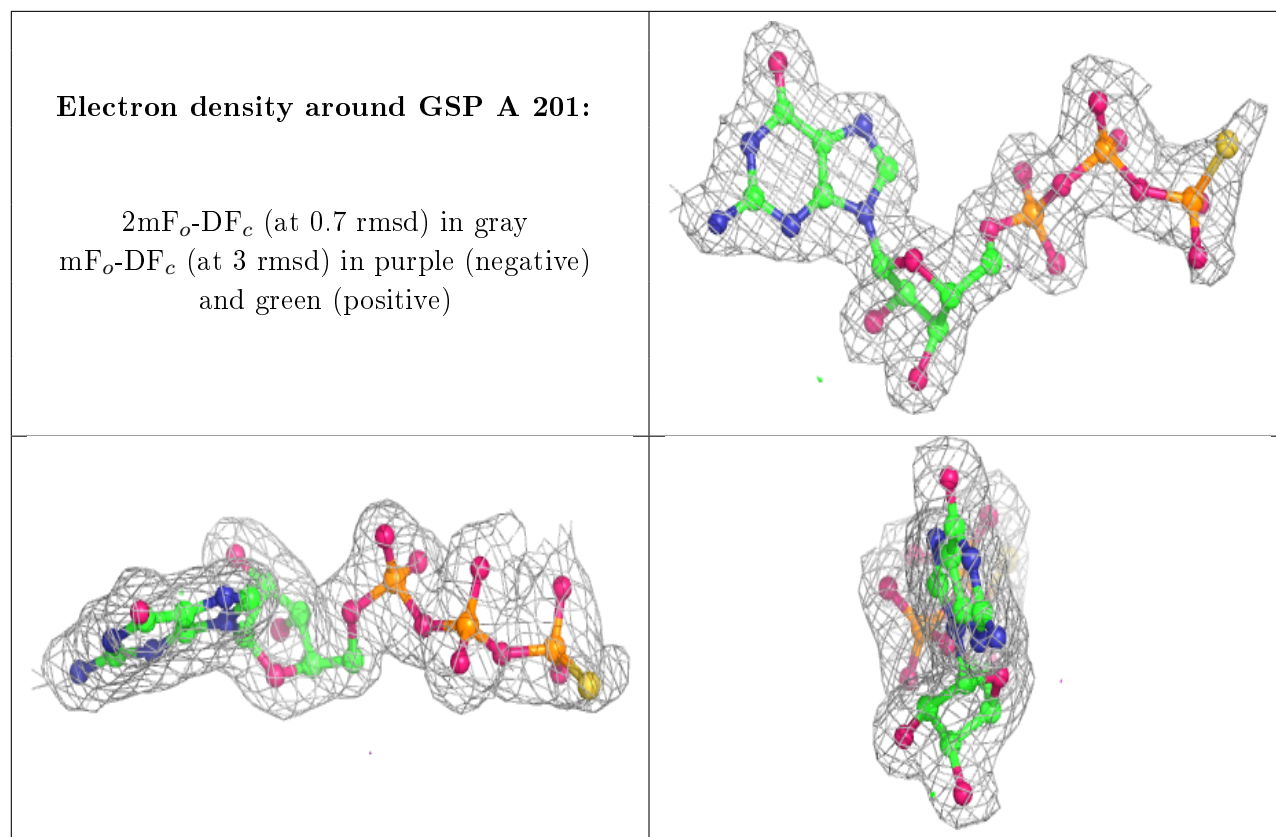 Electron density around GSP A 201:
2mFo-DFc (at 0.7 rmsd) in gray
mFo-DFc (at 3 rmsd) in purple (negative)
and green (positive)